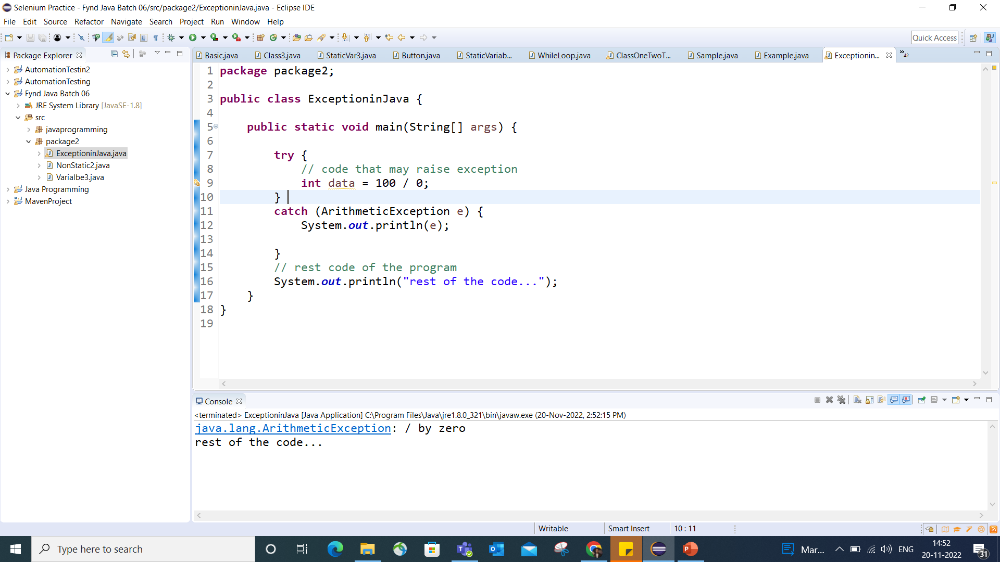 Selenium Practice - Fynd Java Batch 06/src/package2/ExceptioninJava.java - Eclipse IDE
File Edit Source Refactor Navigate Search Project Run Window Help
Quick Access
Package Explorer
AutomationTestin2
AutomationTesting
Fynd Java Batch 06
JRE System Library [JavaSE-1.8]
src
javaprogramming
package2
ExceptioninJava.java
NonStatic2.java
Varialbe3.java
Java Programming
MavenProject
Basic.java Class3.java StaticVar3.java Button.java StaticVariab... WhileLoop.java ClassOneTwoT... Sample.java Example.java Exceptionin... »42
1 package package2;
2
3 public class ExceptioninJava {
4
5 public static void main(String[] args) {
6
7 try {
8 // code that may raise exception
9 int data = 100 / 0;
10 }
11 catch (ArithmeticException e) {
12 System.out.println(e);
13
14 }
15 // rest code of the program
16 System.out.println("rest of the code...");
17 }
18 }
19
Console
<terminated> ExceptioninJava [Java Application] C:\Program Files\Java\jre1.8.0_321\bin\javaw.exe (20-Nov-2022, 2:52:15 PM)
java.lang.ArithmeticException: / by zero
rest of the code...
Writable Smart Insert 10 : 11
Type here to search
Mar... ENG 14:52
20-11-2022 31